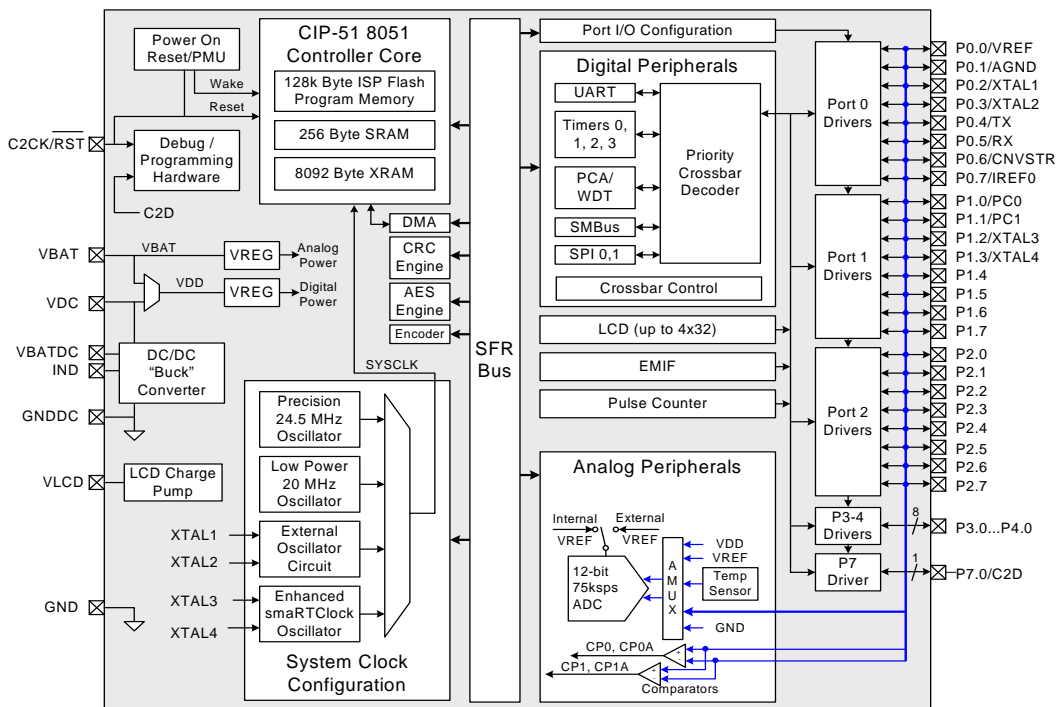 Power On
Reset/PMU
Wake
Reset
C2CK/RST
Debug /
Programming
Hardware
C2D
VBAT
VBAT
VREG
Analog
Power
VDC
VDD
VREG
Digital
Power
VBATDC
IND
DC/DC
“Buck”
Converter
GNDDC
VLCD
LCD Charge
Pump
XTAL1
XTAL2
GND
XTAL3
XTAL4
CIP-51 8051
Controller Core
128k Byte ISP Flash
Program Memory
256 Byte SRAM
8092 Byte XRAM
DMA
CRC
Engine
AES
Engine
Encoder
SYSCLK
Precision
24.5 MHz
Oscillator
Low Power
20 MHz
Oscillator
External
Oscillator
Circuit
Enhanced
smaRTClock
Oscillator
System Clock
Configuration
SFR
Bus
Port I/O Configuration
Digital Peripherals
UART
Timers 0,
1, 2, 3
PCA/
WDT
SMBus
SPI 0,1
Priority
Crossbar
Decoder
Crossbar Control
LCD (up to 4x32)
EMIF
Pulse Counter
Analog Peripherals
Internal
VREF
External
VREF
12-bit
75ksps
ADC
A
M
U
X
VDD
VREF
Temp
Sensor
GND
CP0, CP0A
+
-
CP1, CP1A
+
-
Comparators
Port 0
Drivers
Port 1
Drivers
Port 2
Drivers
P3-4
Drivers
P7
Driver
8
1
P0.0/VREF
P0.1/AGND
P0.2/XTAL1
P0.3/XTAL2
P0.4/TX
P0.5/RX
P0.6/CNVSTR
P0.7/IREF0
P1.0/PC0
P1.1/PC1
P1.2/XTAL3
P1.3/XTAL4
P1.4
P1.5
P1.6
P1.7
P2.0
P2.1
P2.2
P2.3
P2.4
P2.5
P2.6
P2.7
P3.0...P4.0
P7.0/C2D